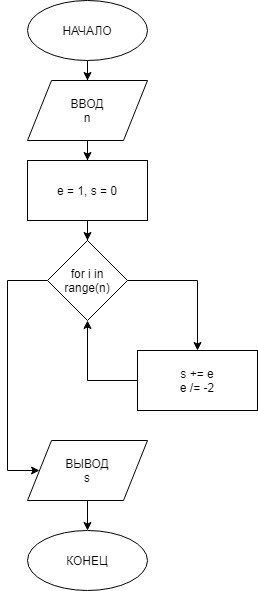 НАЧАЛО
ВВОД
n
e = 1, s = 0
for i in
range(n)
s += e
e /= -2
ВЫВОД
s
КОНЕЦ